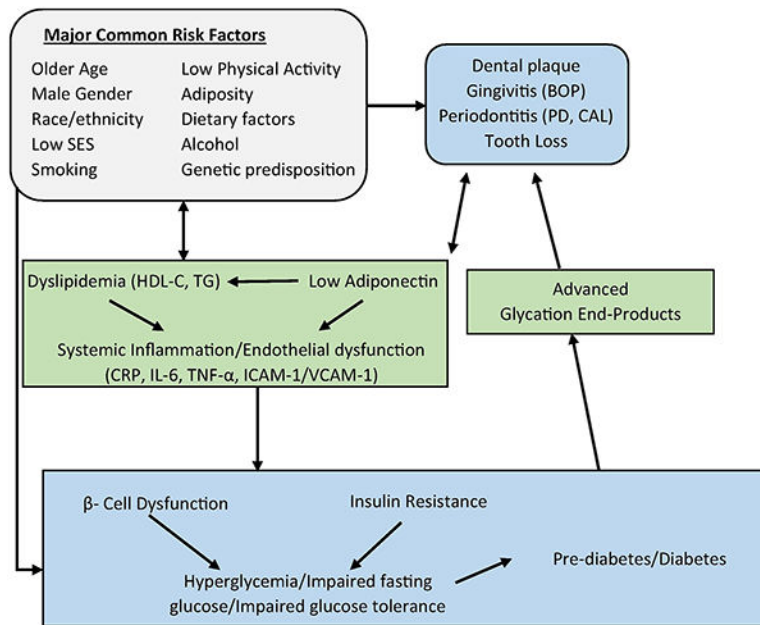 Major Common Risk Factors
Older Age
Male Gender
Race/ethnicity
Low SES
Smoking
Low Physical Activity
Adiposity
Dietary factors
Alcohol
Genetic predisposition
Dental plaque
Gingivitis (BOP)
Periodontitis (PD, CAL)
Tooth Loss
Dyslipidemia (HDL-C, TG)
Low Adiponectin
Systemic Inflammation/Endothelial dysfunction
(CRP, IL-6, TNF-α, ICAM-1/VCAM-1)
Advanced
Glycation End-Products
β- Cell Dysfunction
Insulin Resistance
Hyperglycemia/Impaired fasting
glucose/Impaired glucose tolerance
Pre-diabetes/Diabetes